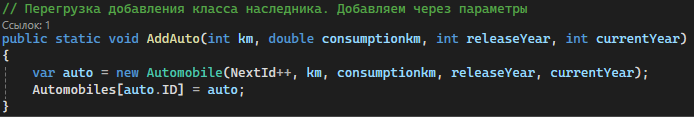 // Перегрузка добавления класса наследника. Добавляем через параметры
Ссылок: 1
public static void AddAuto(int km, double consumptionkm, int releaseYear, int currentYear)
{
var auto = new Automobile(NextId++, km, consumptionkm, releaseYear, currentYear);
Automobiles[auto.ID] = auto;
}